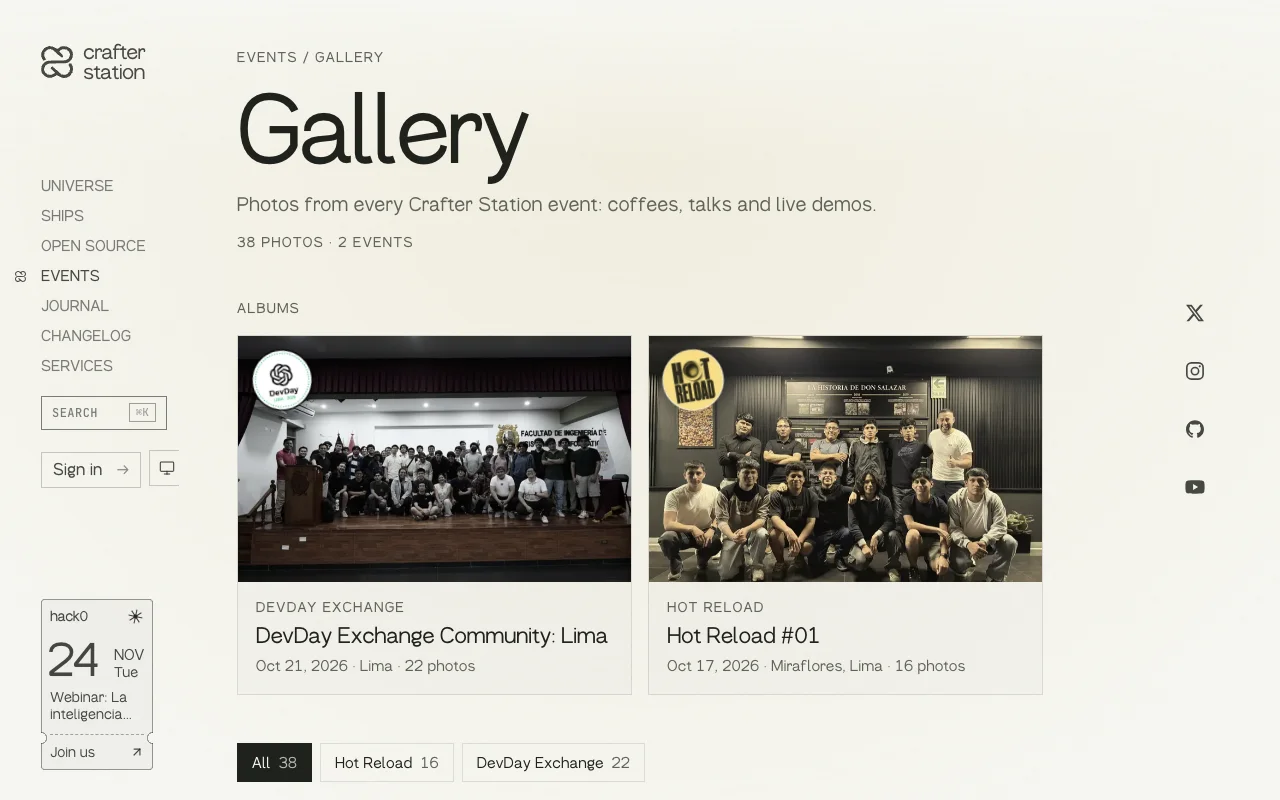 crafter
station
UNIVERSE
SHIPS
OPEN SOURCE
EVENTS
JOURNAL
CHANGELOG
SERVICES
SEARCH ⌘K
Sign in →
hack0
24 NOV
Tue
Webinar: La
inteligencia...
Join us
EVENTS / GALLERY
Gallery
Photos from every Crafter Station event: coffees, talks and live demos.
38 PHOTOS · 2 EVENTS
ALBUMS
DevDay
FACULTAD DE INGENIERÍA DE
DEVDAY EXCHANGE
DevDay Exchange Community: Lima
Oct 21, 2026 · Lima · 22 photos
HOT
RELOAD
LA HISTORIA DE DON SALAZAR
HOT RELOAD
Hot Reload #01
Oct 17, 2026 · Miraflores, Lima · 16 photos
All 38
Hot Reload 16
DevDay Exchange 22